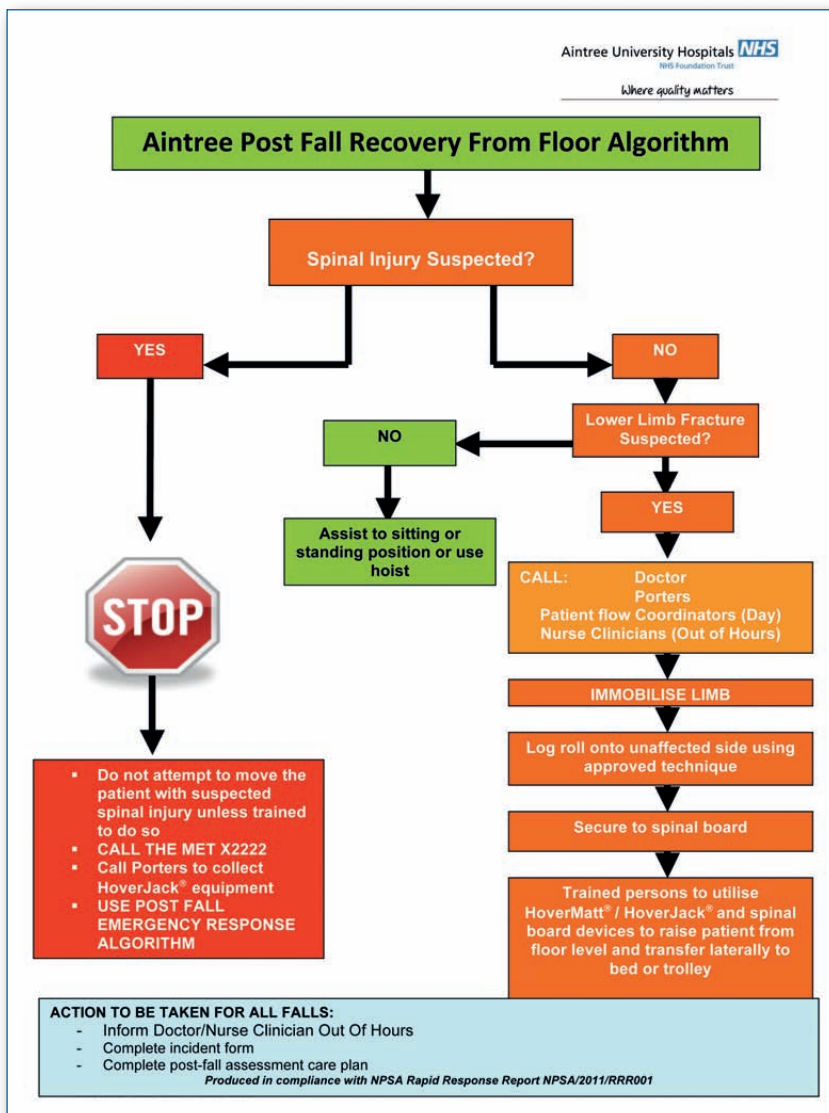 Aintree University Hospitals NHS
NHS Foundation Trust
Where quality matters
Aintree Post Fall Recovery From Floor Algorithm
Spinal Injury Suspected?
YES
NO
Lower Limb Fracture
Suspected?
NO
YES
Assist to sitting or
standing position or use
hoist
STOP
CALL: Doctor
Porters
Patient flow Coordinators (Day)
Nurse Clinicians (Out of Hours)
IMMOBILISE LIMB
Log roll onto unaffected side using
approved technique
Secure to spinal board
Trained persons to utilise
HoverMatt® / HoverJack® and spinal
board devices to raise patient from
floor level and transfer laterally to
bed or trolley
▪ Do not attempt to move the
patient with suspected
spinal injury unless trained
to do so
▪ CALL THE MET X2222
▪ Call Porters to collect
HoverJack® equipment
▪ USE POST FALL
EMERGENCY RESPONSE
ALGORITHM
ACTION TO BE TAKEN FOR ALL FALLS:
- Inform Doctor/Nurse Clinician Out Of Hours
- Complete incident form
- Complete post-fall assessment care plan
Produced in compliance with NPSA Rapid Response Report NPSA/2011/RRR001